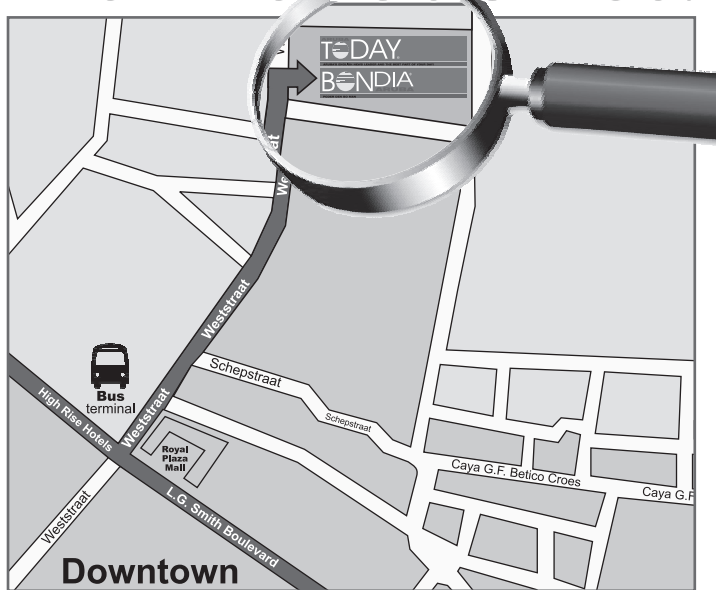 TODAY
BONDIA
We
Weststraat
Schepstraat
Schepstraat
Bus
terminal
Weststraat
High Rise Hotels
Royal
Plaza
Mall
Caya G.F. Betico Croes
Caya G.F
Weststraat
L.G. Smith Boulevard
Downtown